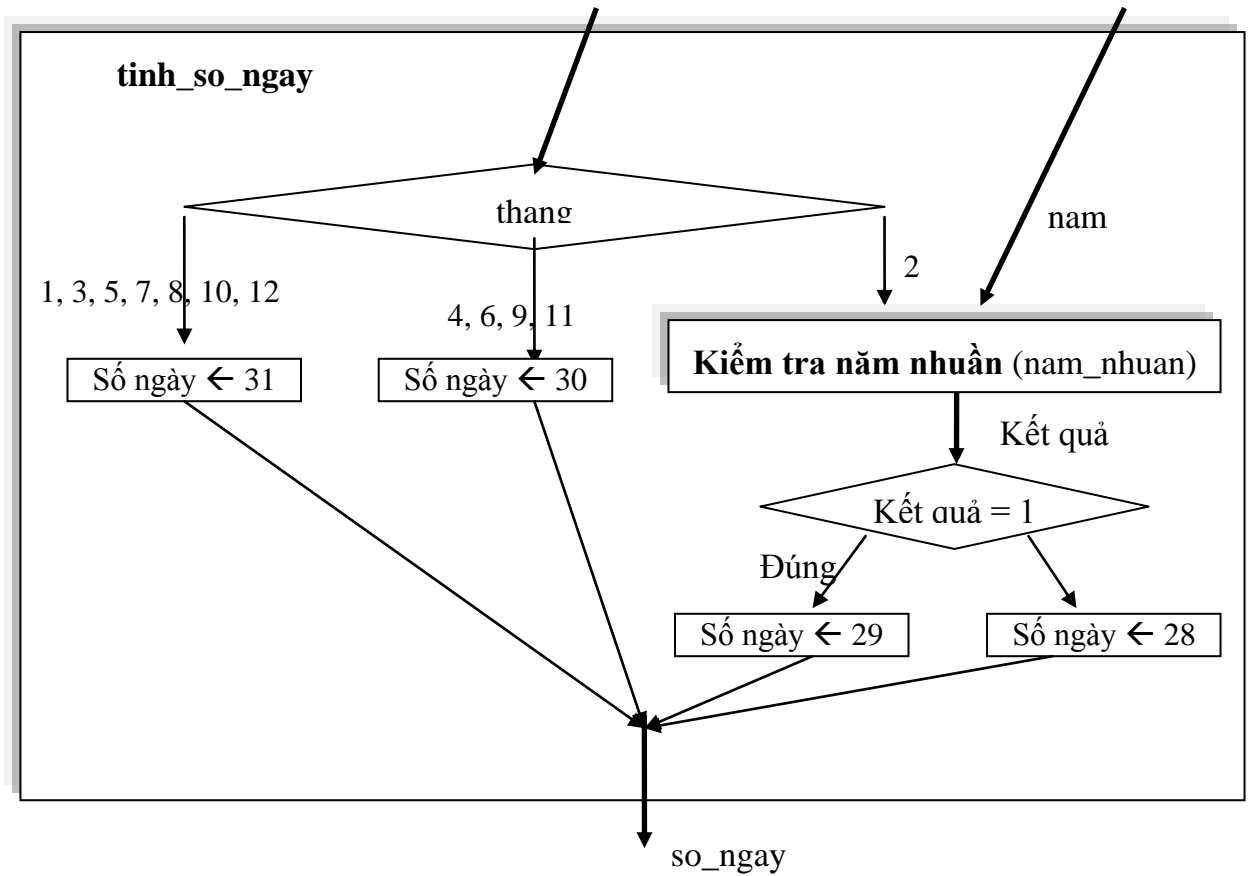 tinh_so_ngay
thang
nam
2
1, 3, 5, 7, 8, 10, 12
4, 6, 9, 11
Kiểm tra năm nhuần (nam_nhuan)
Số ngày ← 31
Số ngày ← 30
Kết quả
Kết quả = 1
Đúng
Số ngày ← 29
Số ngày ← 28
so_ngay